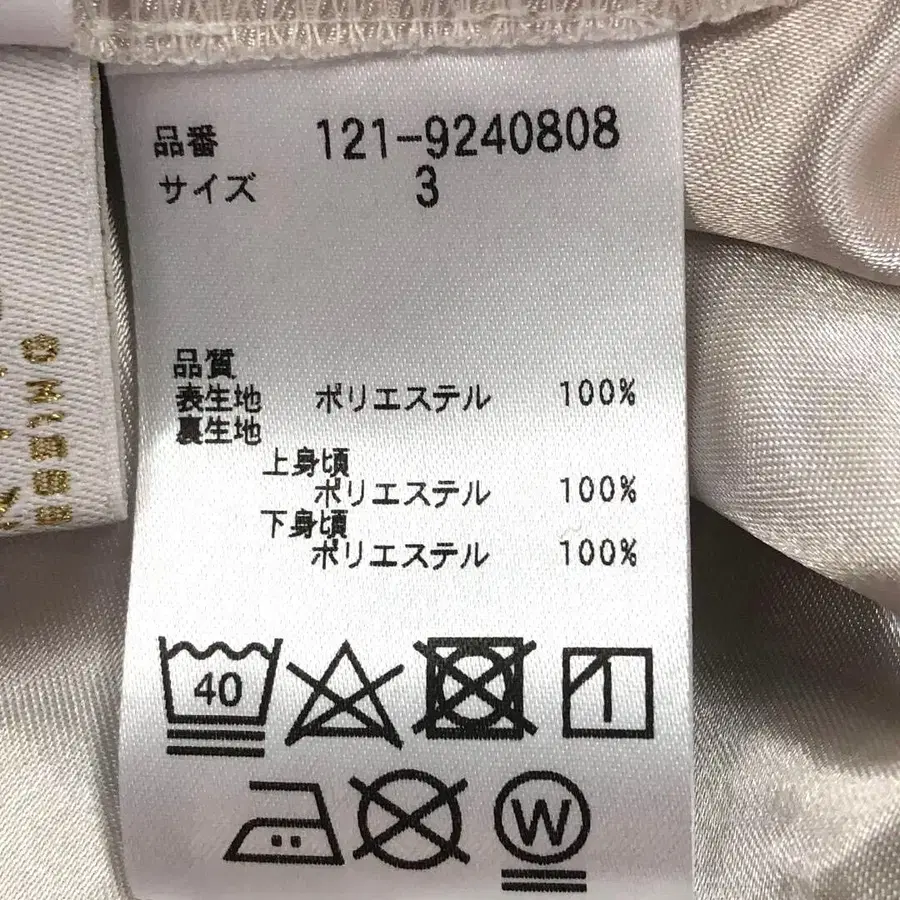 品番 121-9240808
サイズ 3
品質
表生地 ポリエステル 100%
裏生地
上身頃
ポリエステル 100%
下身頃
ポリエステル 100%
40
W